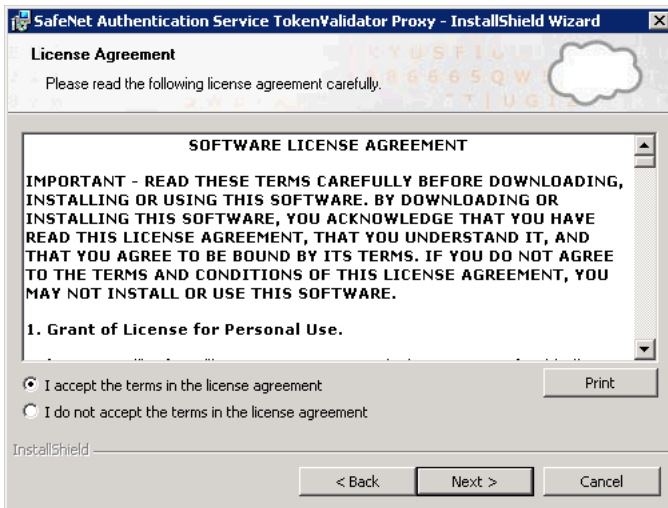 SafeNet Authentication Service TokenValidator Proxy - InstallShield Wizard
License Agreement
Please read the following license agreement carefully.
SOFTWARE LICENSE AGREEMENT
IMPORTANT - READ THESE TERMS CAREFULLY BEFORE DOWNLOADING,
INSTALLING OR USING THIS SOFTWARE. BY DOWNLOADING OR
INSTALLING THIS SOFTWARE, YOU ACKNOWLEDGE THAT YOU HAVE
READ THIS LICENSE AGREEMENT, THAT YOU UNDERSTAND IT, AND
THAT YOU AGREE TO BE BOUND BY ITS TERMS. IF YOU DO NOT AGREE
TO THE TERMS AND CONDITIONS OF THIS LICENSE AGREEMENT, YOU
MAY NOT INSTALL OR USE THIS SOFTWARE.
1. Grant of License for Personal Use.
I accept the terms in the license agreement
Print
I do not accept the terms in the license agreement
InstallShield
< Back
Next >
Cancel